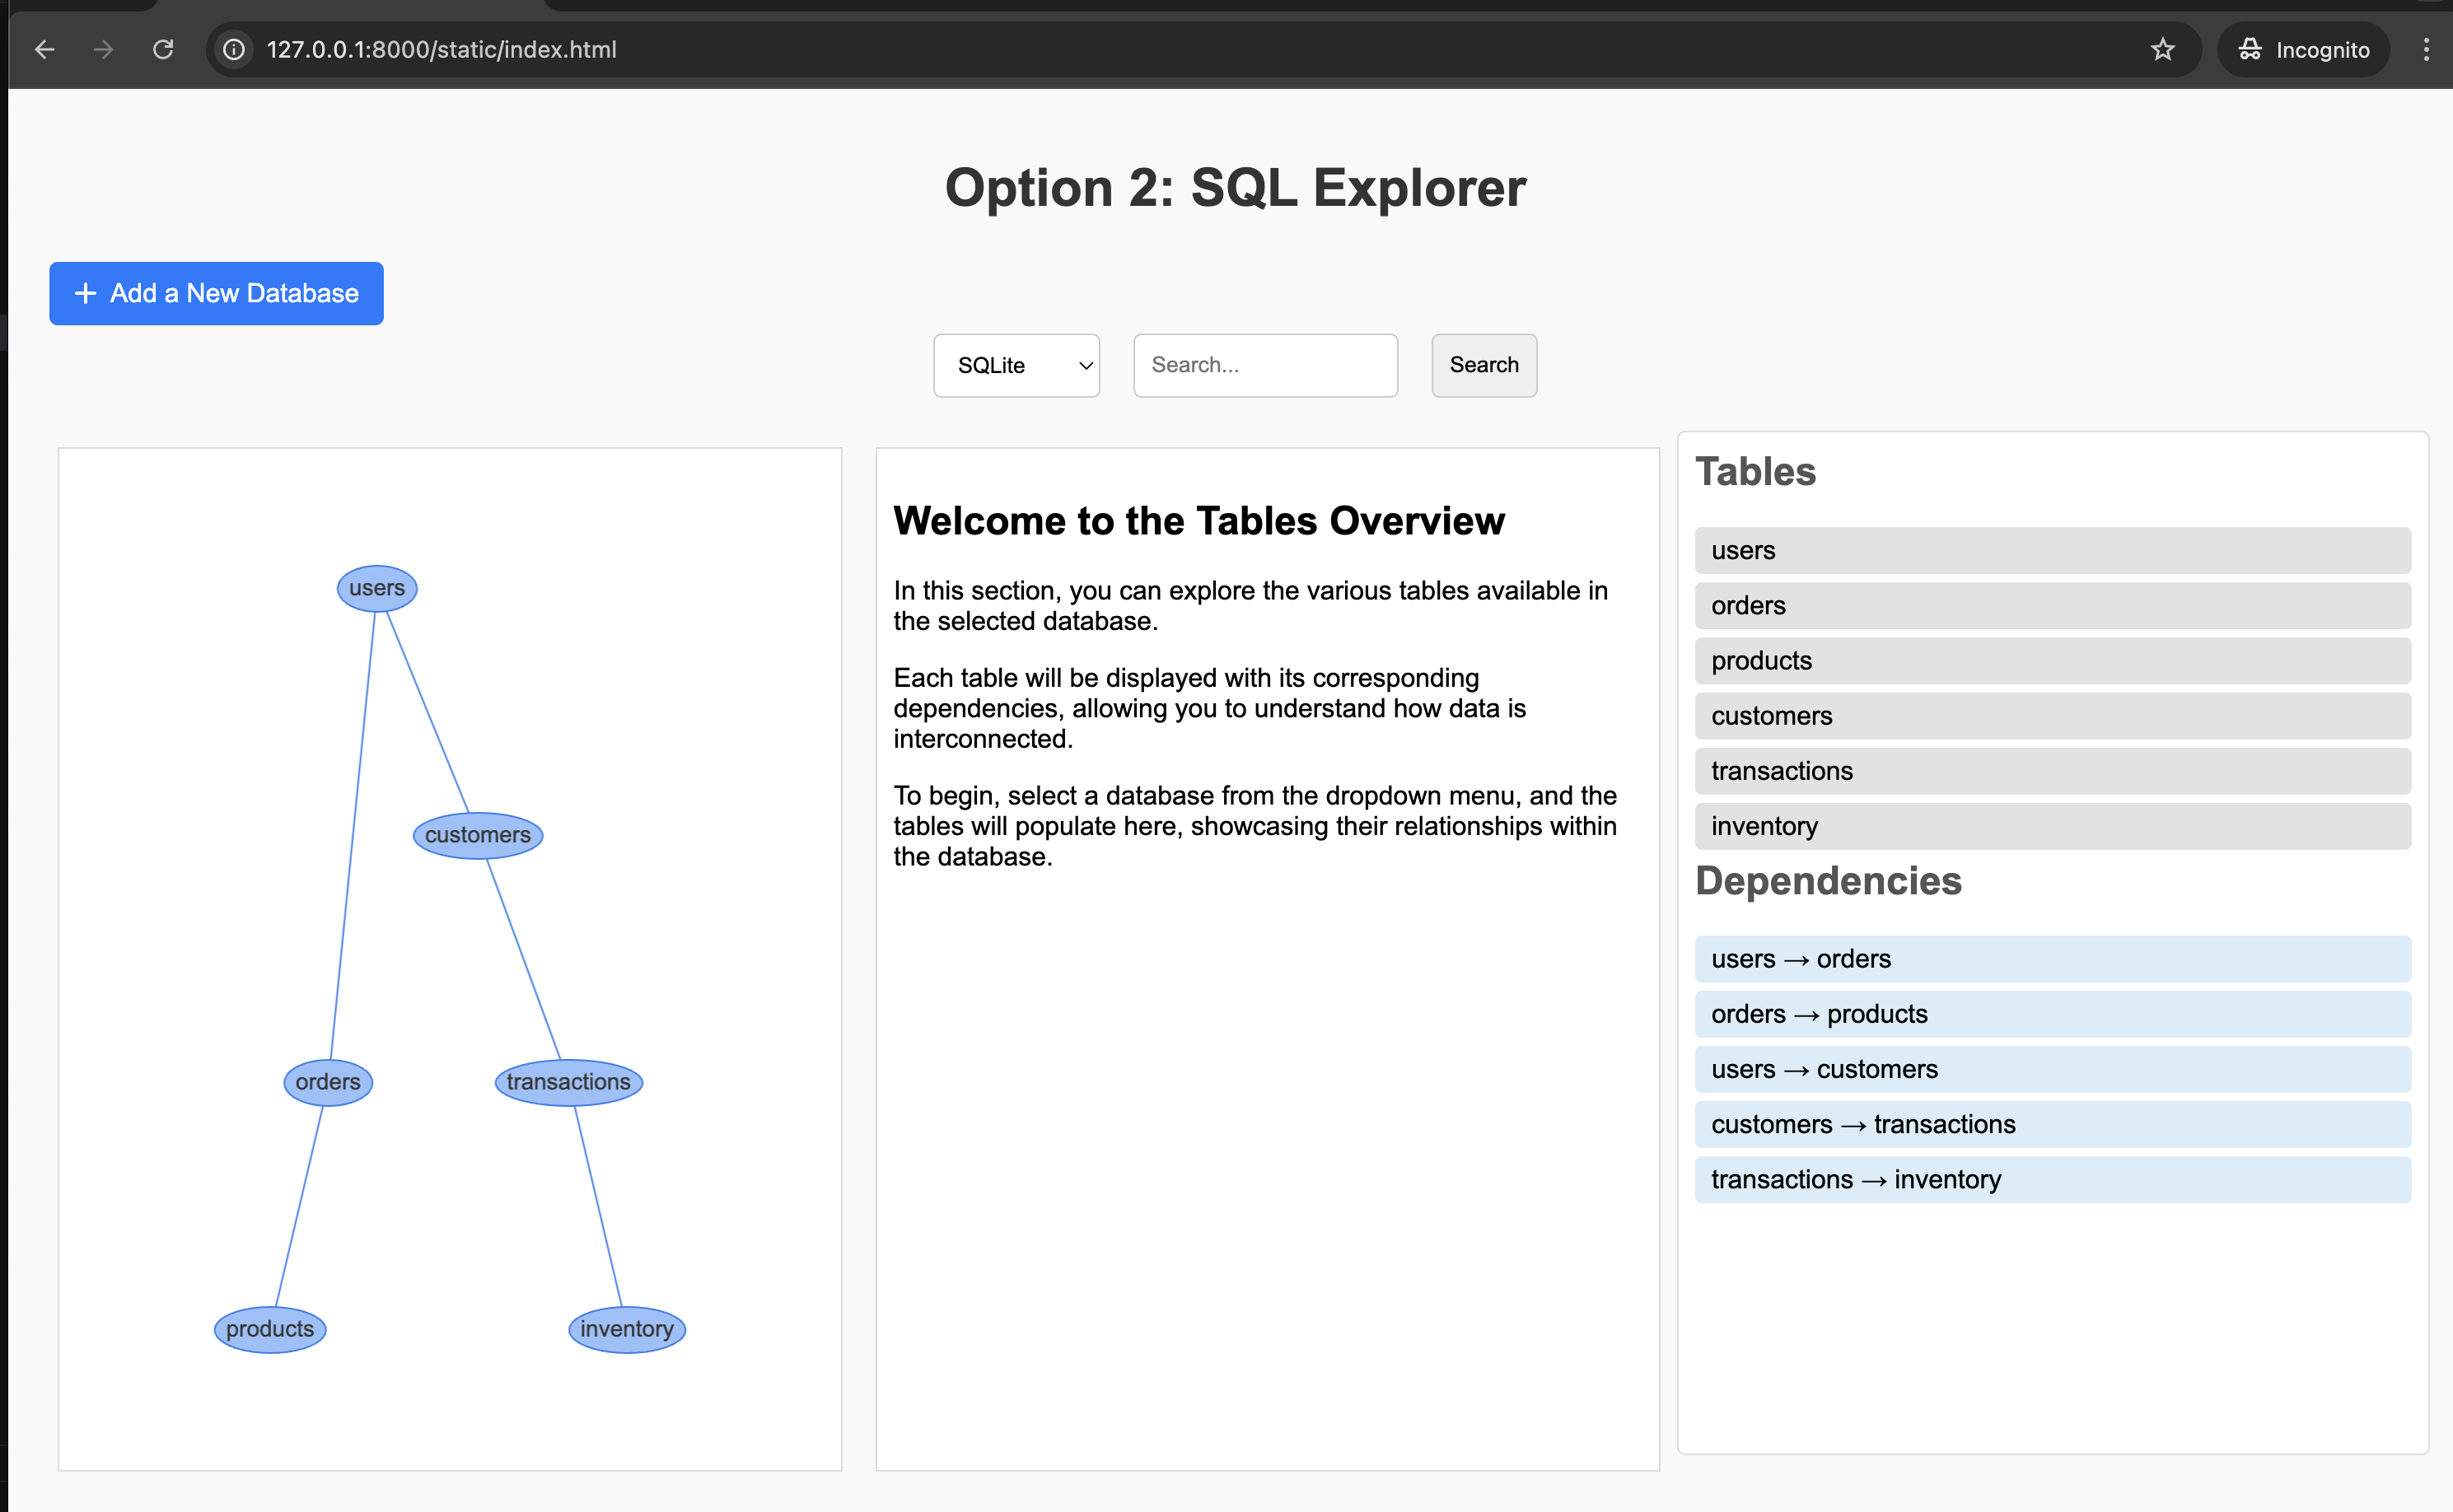 127.0.0.1:8000/static/index.html
Incognito
Option 2: SQL Explorer
+ Add a New Database
SQLite
Search...
Search
users
customers
orders
transactions
products
inventory
Welcome to the Tables Overview
In this section, you can explore the various tables available in
the selected database.
Each table will be displayed with its corresponding
dependencies, allowing you to understand how data is
interconnected.
To begin, select a database from the dropdown menu, and the
tables will populate here, showcasing their relationships within
the database.
Tables
users
orders
products
customers
transactions
inventory
Dependencies
users → orders
orders → products
users → customers
customers → transactions
transactions → inventory